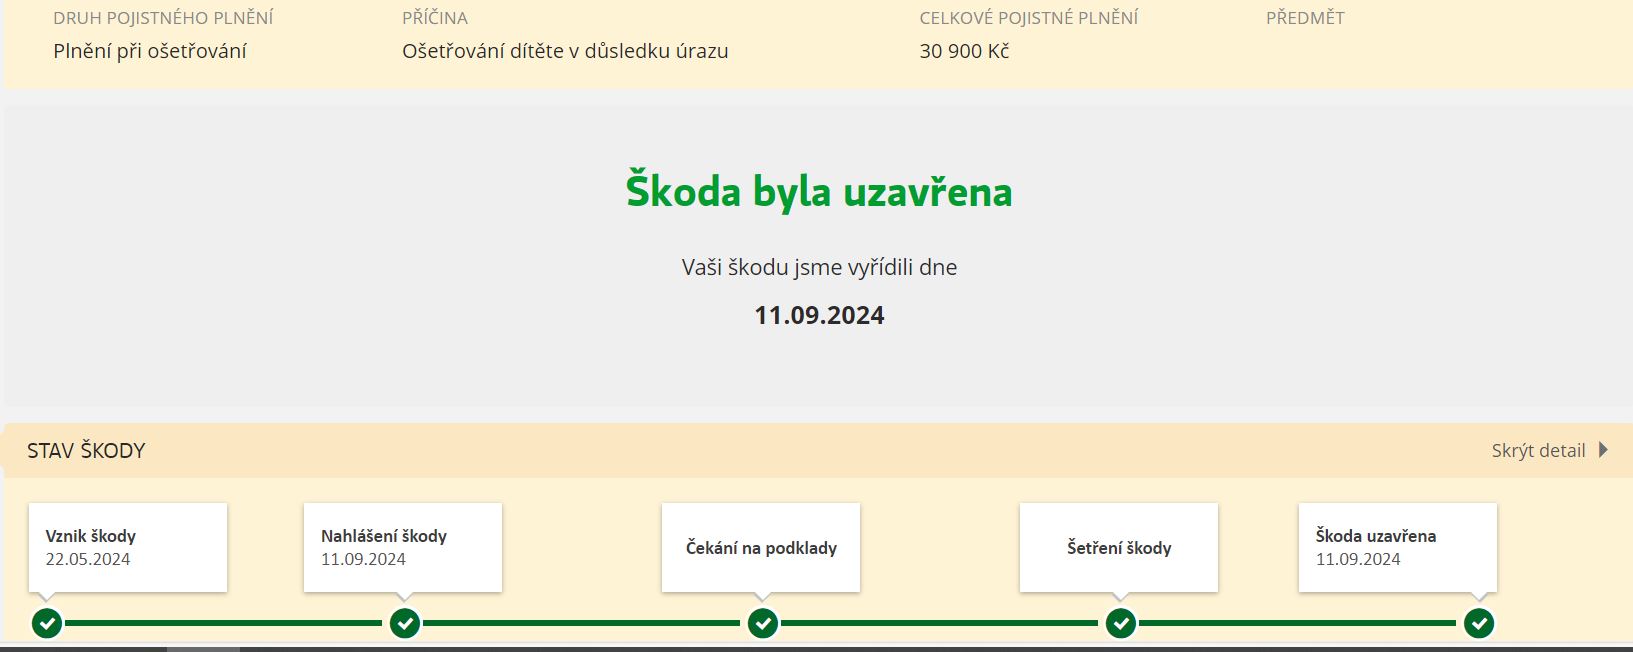 DRUH POJISTNÉHO PLNĚNÍ
PŘÍČINA
CELKOVÉ POJISTNÉ PLNĚNÍ
PŘEDMĚT
Plnění při ošetřování
Ošetřování dítěte v důsledku úrazu
30 900 Kč
Škoda byla uzavřena
Vaši škodu jsme vyřídili dne
11.09.2024
STAV ŠKODY
Skrýt detail
Vznik škody
22.05.2024
Nahlášení škody
11.09.2024
Čekání na podklady
Šetření škody
Škoda uzavřena
11.09.2024